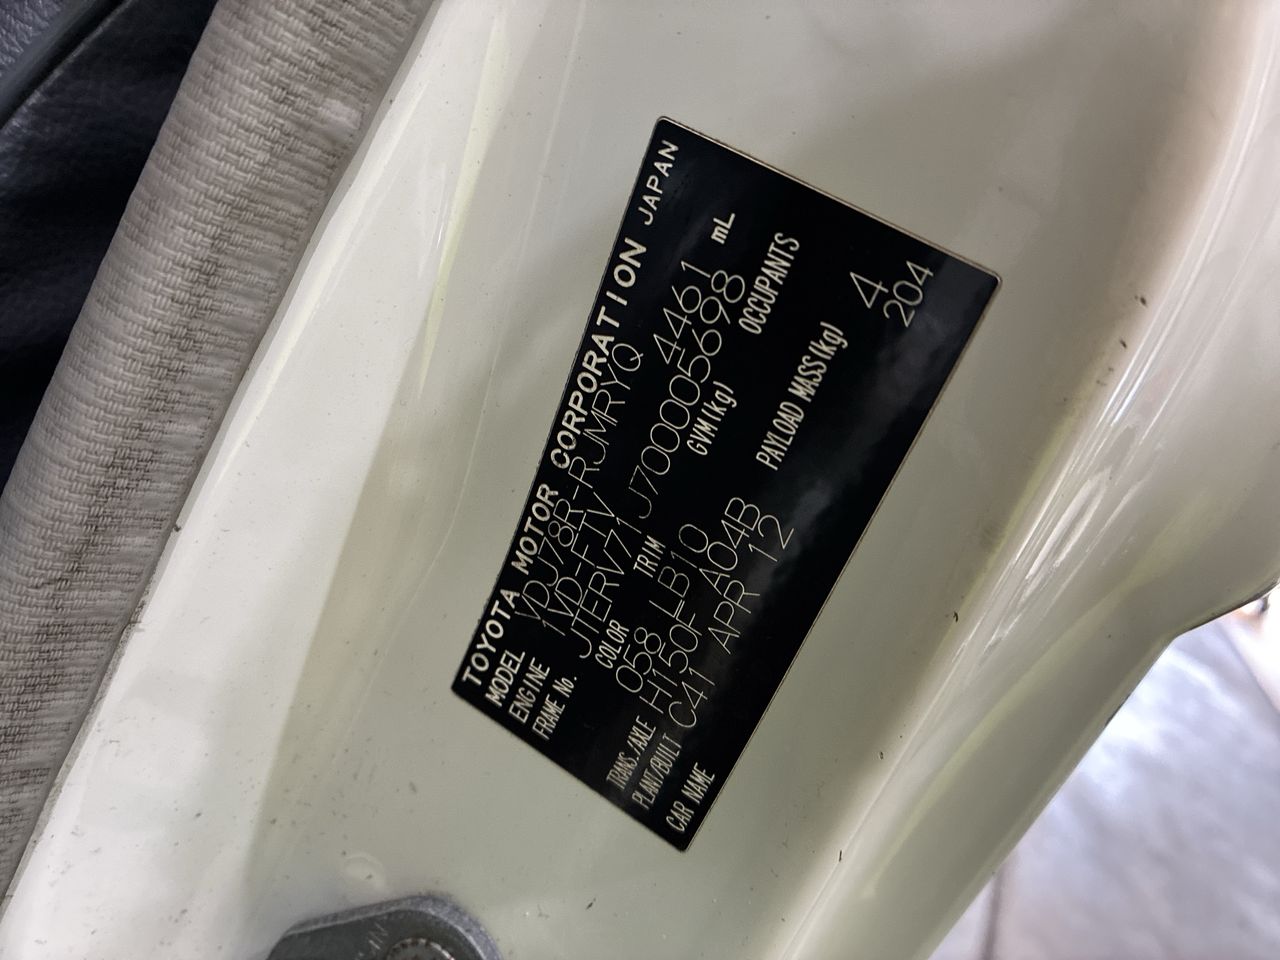 TOYOTA MOTOR CORPORATION JAPAN
MODEL VDJ78R-RJMRYQ
ENGINE 1VD-FTV 4461 mL
FRAME No. JTERV71J700005698
COLOR TRIM GVM(kg) OCCUPANTS
058 LB10 4
TRANS./AXLE H150F A04B PAYLOAD MASS(kg)
PLANT/BUILT C41 APR 12 204
CAR NAME